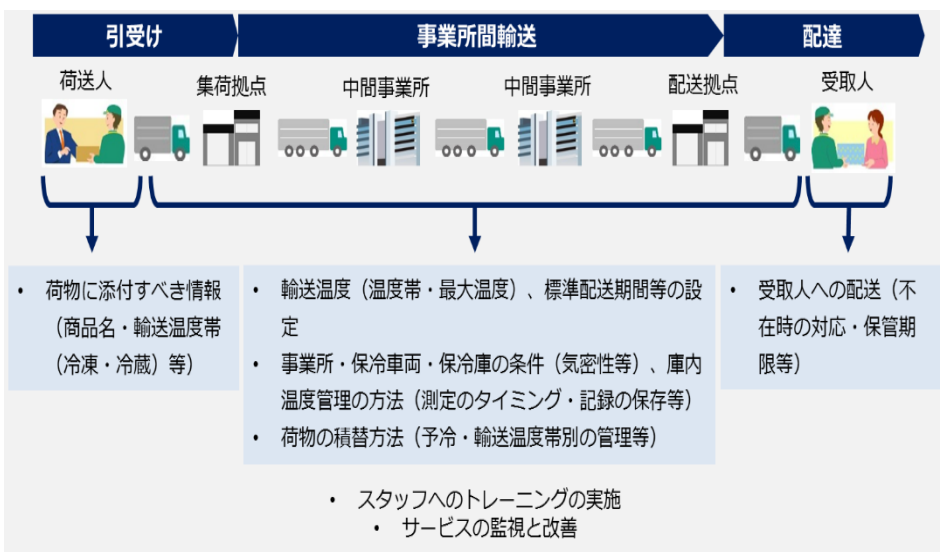 引受け
事業所間輸送
配達
荷送人
集荷拠点
中間事業所
中間事業所
配送拠点
受取人
• 荷物に添付すべき情報
（商品名・輸送温度帯
（冷凍・冷蔵）等）
• 輸送温度（温度帯・最大温度）、標準配送期間等の設
定
• 事業所・保冷車両・保冷庫の条件（気密性等）、庫内
温度管理の方法（測定のタイミング・記録の保存等）
• 荷物の積替方法（予冷・輸送温度帯別の管理等）
• 受取人への配送（不
在時の対応・保管期
限等）
• スタッフへのトレーニングの実施
• サービスの監視と改善